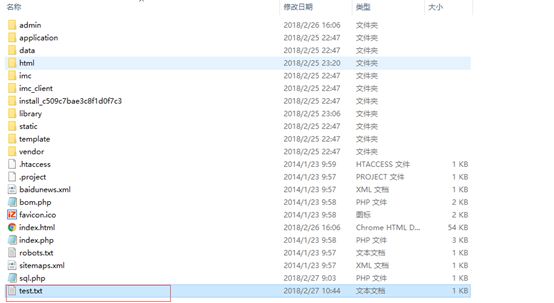 名称 修改日期 类型 大小
admin 2018/2/26 16:06 文件夹
application 2018/2/25 22:47 文件夹
data 2018/2/25 22:47 文件夹
html 2018/2/25 23:20 文件夹
imc 2018/2/25 22:47 文件夹
imc_client 2018/2/25 22:47 文件夹
install_c509c7bae3c8f1d0f7c3 2018/2/25 22:47 文件夹
library 2018/2/25 23:06 文件夹
static 2018/2/25 22:47 文件夹
template 2018/2/25 22:47 文件夹
vendor 2018/2/25 22:47 文件夹
.htaccess 2014/1/23 9:59 HTACCESS 文件 1 KB
.project 2014/1/23 9:57 PROJECT 文件 1 KB
baidunews.xml 2014/1/23 9:57 XML 文档 1 KB
bom.php 2014/1/23 9:58 PHP 文件 2 KB
favicon.ico 2014/1/23 9:58 图标 2 KB
index.html 2018/2/26 16:06 Chrome HTML D... 54 KB
index.php 2014/1/23 9:58 PHP 文件 3 KB
robots.txt 2014/1/23 9:57 文本文档 1 KB
sitemaps.xml 2014/1/23 9:57 XML 文档 1 KB
sql.php 2018/2/27 9:03 PHP 文件 1 KB
test.txt 2018/2/27 10:44 文本文档 1 KB